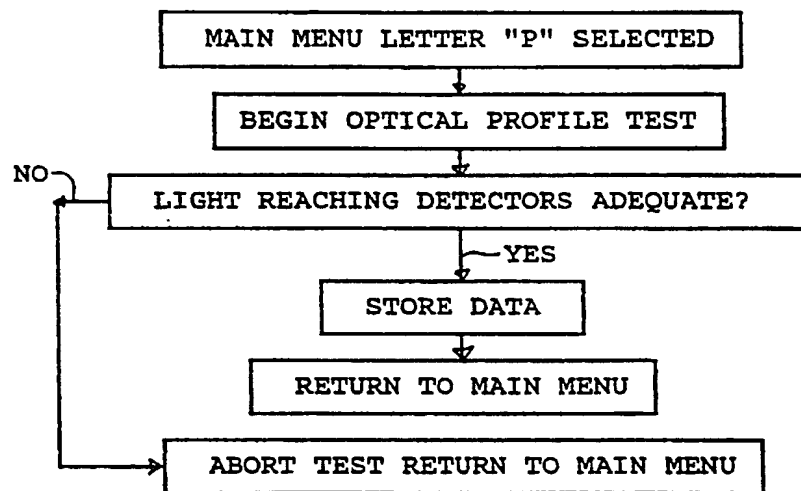 MAIN MENU LETTER "P" SELECTED
BEGIN OPTICAL PROFILE TEST
NO
LIGHT REACHING DETECTORS ADEQUATE?
YES
STORE DATA
RETURN TO MAIN MENU
ABORT TEST RETURN TO MAIN MENU